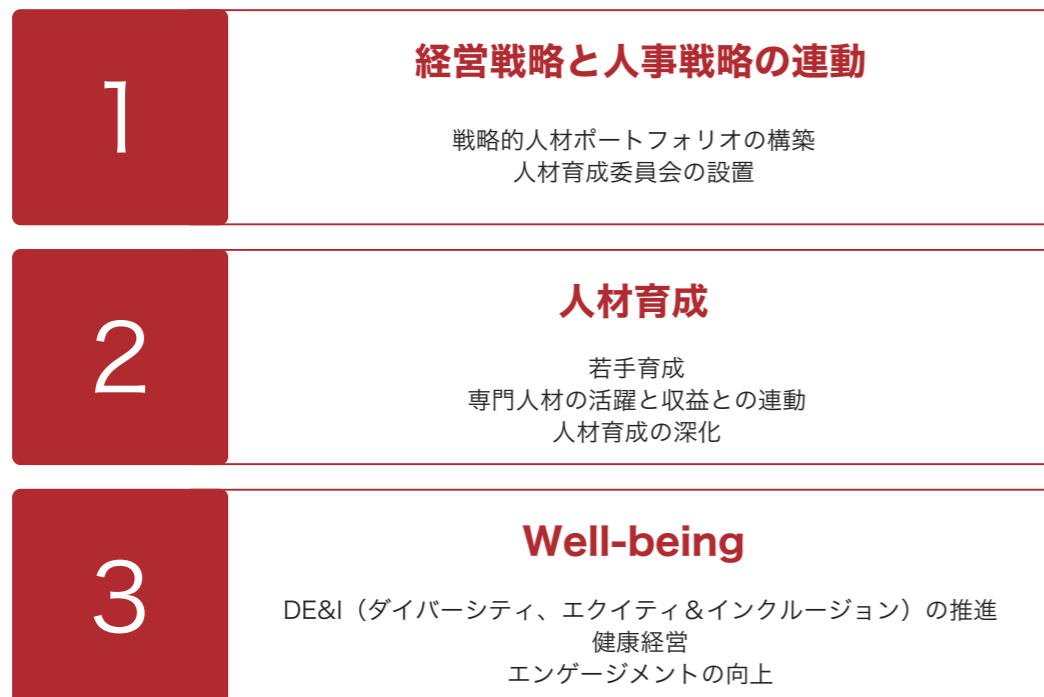 1
経営戦略と人事戦略の連動
戦略的人材ポートフォリオの構築
人材育成委員会の設置
2
人材育成
若手育成
専門人材の活躍と収益との連動
人材育成の深化
3
Well-being
DE&I（ダイバーシティ、エクイティ＆インクルージョン）の推進
健康経営
エンゲージメントの向上